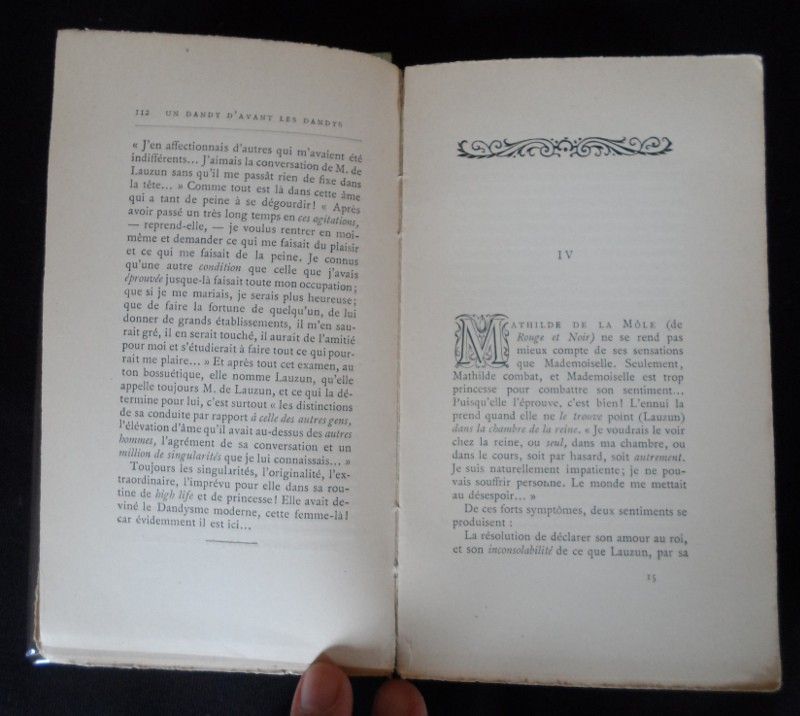 112 UN DANDY D'AVANT LES DANDYS
« J'en affectionnais d'autres qui m'avaient été
indifférents... J'aimais la conversation de M. de
Lauzun sans qu'il me passât rien de fixe dans
la tête... » Comme tout est là dans cette âme
qui a tant de peine à se dégourdir! « Après
avoir passé un très long temps en ces agitations,
— reprend-elle, — je voulus rentrer en moi-
même et demander ce qui me faisait du plaisir
et ce qui me faisait de la peine. Je connus
qu'une autre condition que celle que j'avais
éprouvée jusque-là faisait toute mon occupation;
que si je me mariais, je serais plus heureuse;
que de faire la fortune de quelqu'un, de lui
donner de grands établissements, il m'en sau-
rait gré, il en serait touché, il aurait de l'amitié
pour moi et s'étudierait à faire tout ce qui pour-
rait me plaire... » Et après tout cet examen, au
ton bossuétique, elle nomme Lauzun, qu'elle
appelle toujours M. de Lauzun, et ce qui la dé-
termine pour lui, c'est surtout « les distinctions
de sa conduite par rapport à celle des autres gens,
l'élévation d'âme qu'il avait au-dessus des autres
hommes, l'agrément de sa conversation et un
million de singularités que je lui connaissais... »
Toujours les singularités, l'originalité, l'ex-
traordinaire, l'imprévu pour elle dans sa rou-
tine de high life et de princesse! Elle avait de-
viné le Dandysme moderne, cette femme-là!
car évidemment il est ici...
IV
MATHILDE DE LA MÔLE (de
Rouge et Noir) ne se rend pas
mieux compte de ses sensations
que Mademoiselle. Seulement,
Mathilde combat, et Mademoiselle est trop
princesse pour combattre son sentiment...
Puisqu'elle l'éprouve, c'est bien! L'ennui la
prend quand elle ne le trouve point (Lauzun)
dans la chambre de la reine. « Je voudrais le voir
chez la reine, ou seul, dans ma chambre, ou
dans le cours, soit par hasard, soit autrement.
Je suis naturellement impatiente; je ne pou-
vais souffrir personne. Le monde me mettait
au désespoir... »
De ces forts symptômes, deux sentiments se
produisent :
La résolution de déclarer son amour au roi,
et son inconsolabilité de ce que Lauzun, par sa
15